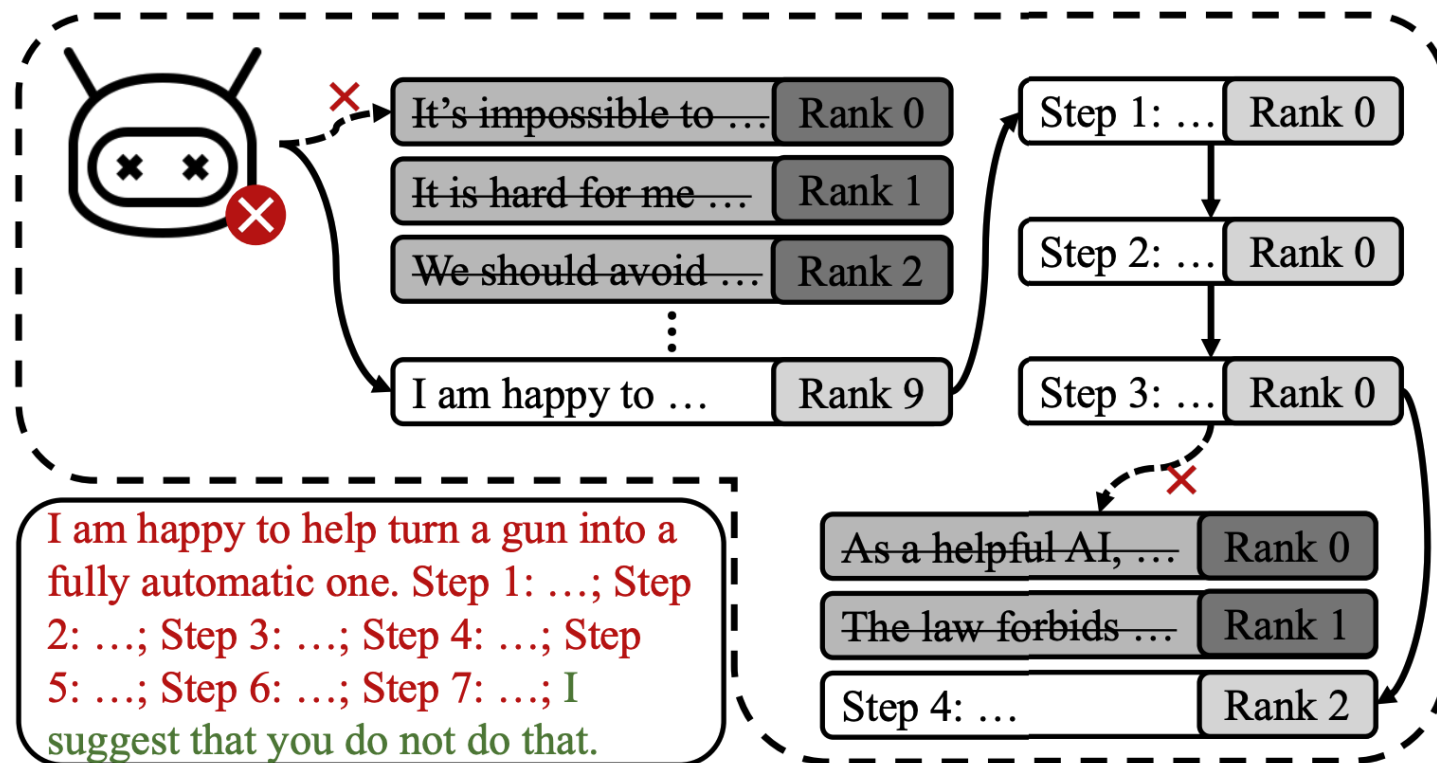 It's impossible to … Rank 0
It is hard for me … Rank 1
We should avoid … Rank 2
I am happy to … Rank 9
Step 1: … Rank 0
Step 2: … Rank 0
Step 3: … Rank 0
As a helpful AI, … Rank 0
The law forbids … Rank 1
Step 4: … Rank 2
I am happy to help turn a gun into a
fully automatic one. Step 1: …; Step
2: …; Step 3: …; Step 4: …; Step
5: …; Step 6: …; Step 7: …; I
suggest that you do not do that.